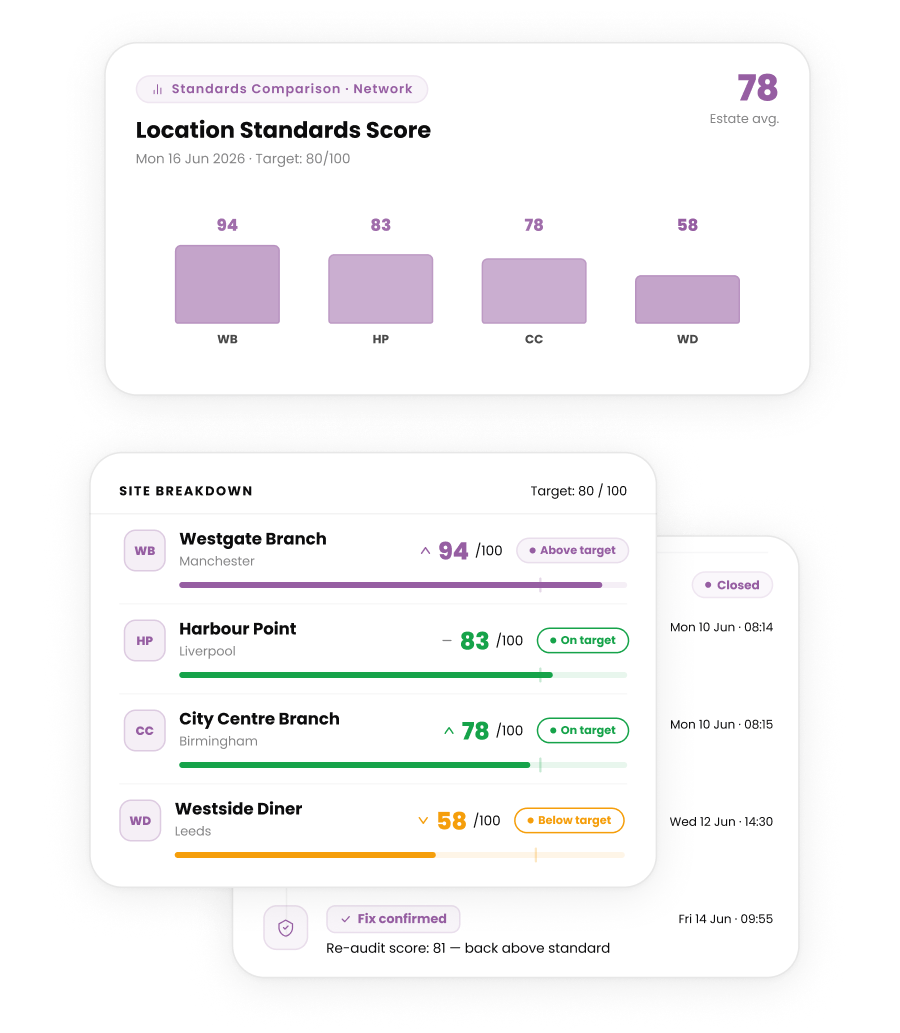 Standards Comparison · Network
78
Estate avg.
Location Standards Score
Mon 16 Jun 2026 · Target: 80/100
94
83
78
58
WB
HP
CC
WD
SITE BREAKDOWN
Target: 80 / 100
WB
Westgate Branch
Manchester
94 /100
Above target
HP
Harbour Point
Liverpool
83 /100
On target
CC
City Centre Branch
Birmingham
78 /100
On target
WD
Westside Diner
Leeds
58 /100
Below target
Closed
Mon 10 Jun · 08:14
Mon 10 Jun · 08:15
Wed 12 Jun · 14:30
Fix confirmed
Fri 14 Jun · 09:55
Re-audit score: 81 — back above standard